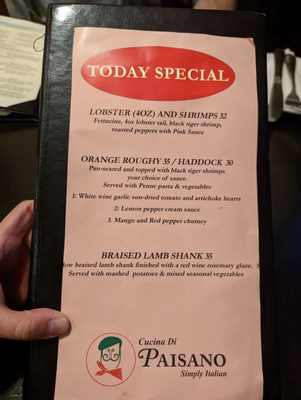 TODAY SPECIAL
LOBSTER (4OZ) AND SHRIMPS 32
Fettucine, 4oz lobster tail, black tiger shrimp,
roasted peppers with Pink Sauce
ORANGE ROUGHY 35 / HADDOCK 30
Pan-seared and topped with black tiger shrimps
your choice of sauce.
Served with Penne pasta & vegetables
1: White wine garlic sun-dried tomato and artichoke hearts
2: Lemon pepper cream sauce
3. Mango and Red pepper chutney
BRAISED LAMB SHANK 35
low braised lamb shank finished with a red wine rosemary glaze. S
Served with mashed potatoes & mixed seasonal vegetables
Cucina Di
PAISANO
Simply Italian